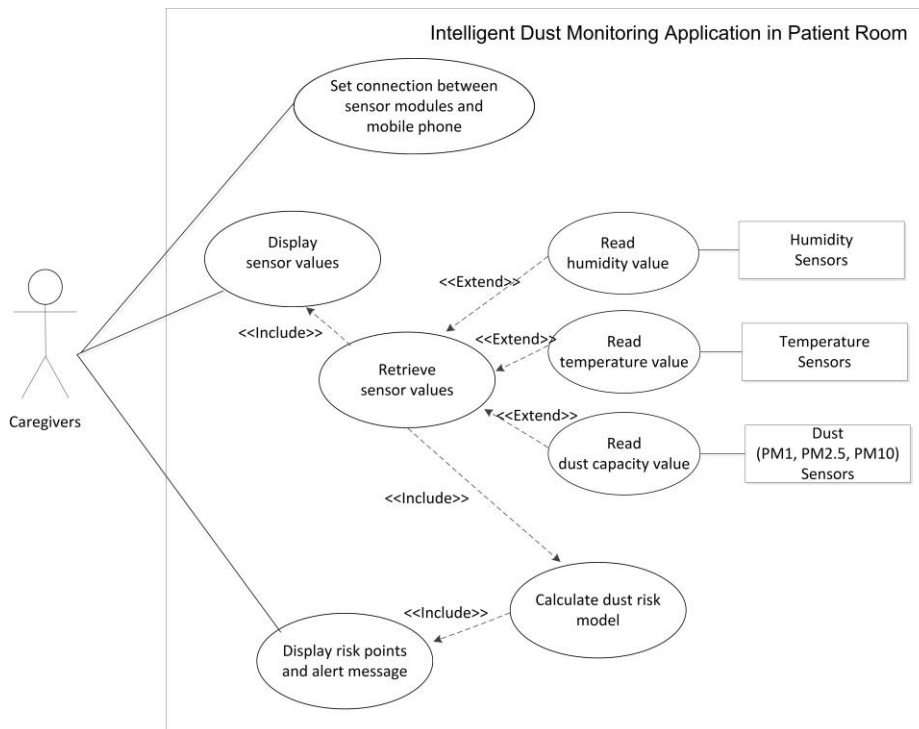 Intelligent Dust Monitoring Application in Patient Room
Set connection between
sensor modules and
mobile phone
Display
sensor values
Read
humidity value
Humidity
Sensors
<<Extend>>
<<Include>>
<<Extend>>
Read
temperature value
Temperature
Sensors
Retrieve
sensor values
Caregivers
<<Extend>>
Read
dust capacity value
Dust
(PM1, PM2.5, PM10)
Sensors
<<Include>>
Calculate dust risk
model
<<Include>>
Display risk points
and alert message